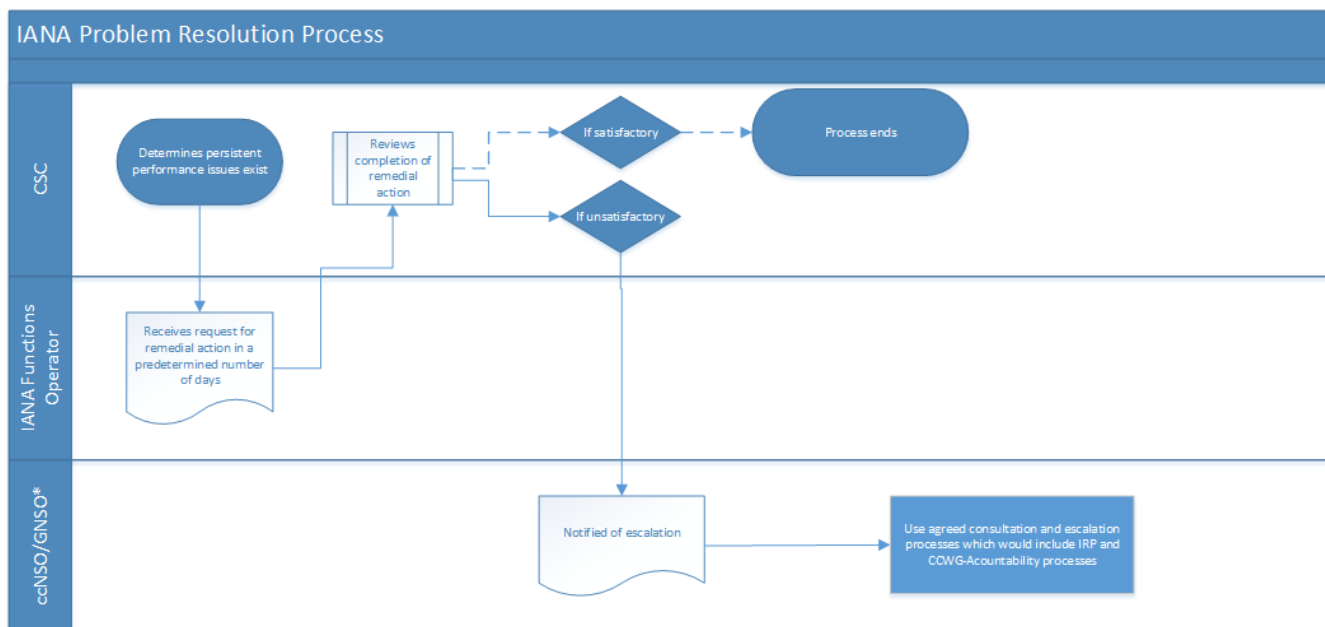 IANA Problem Resolution Process
CSC
Determines persistent
performance issues exist
Reviews
completion of
remedial
action
If satisfactory
Process ends
If unsatisfactory
IANA Functions
Operator
Receives request for
remedial action in a
predetermined number
of days
ccNSO/GNSO*
Notified of escalation
Use agreed consultation and escalation
processes which would include IRP and
CCWG-Acountability processes